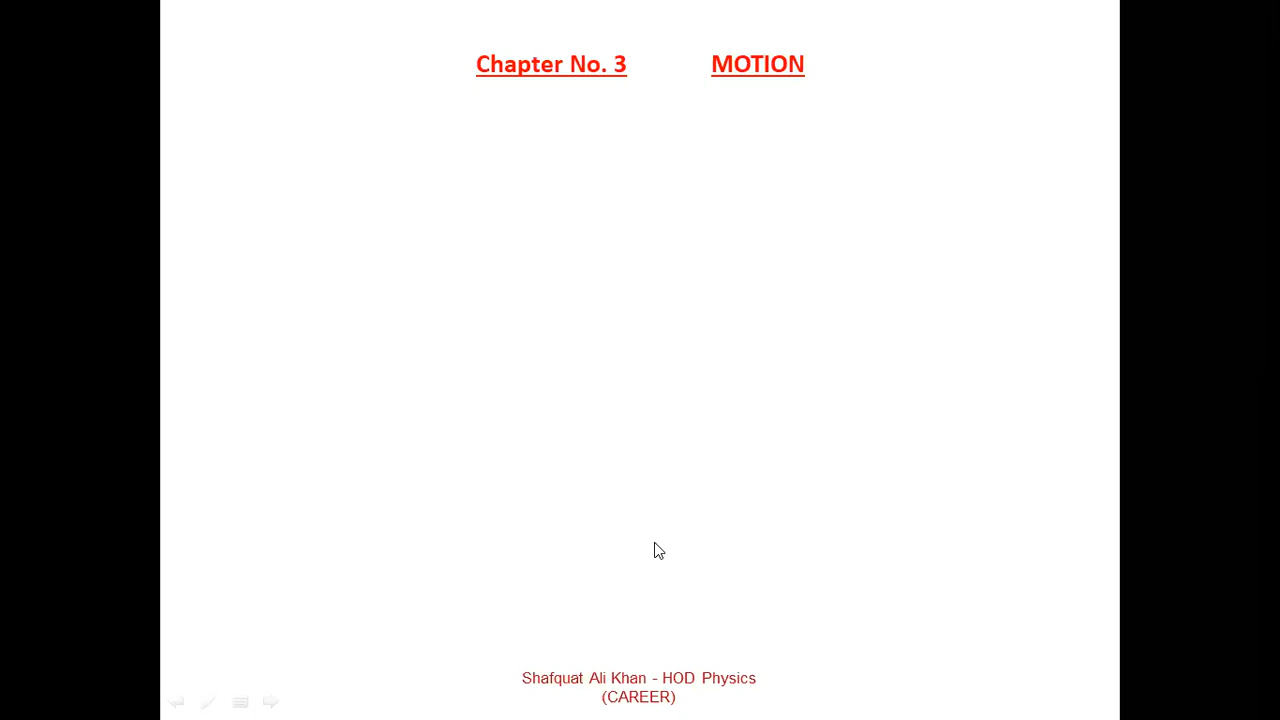 Chapter No. 3 MOTION
Shafquat Ali Khan - HOD Physics
(CAREER)